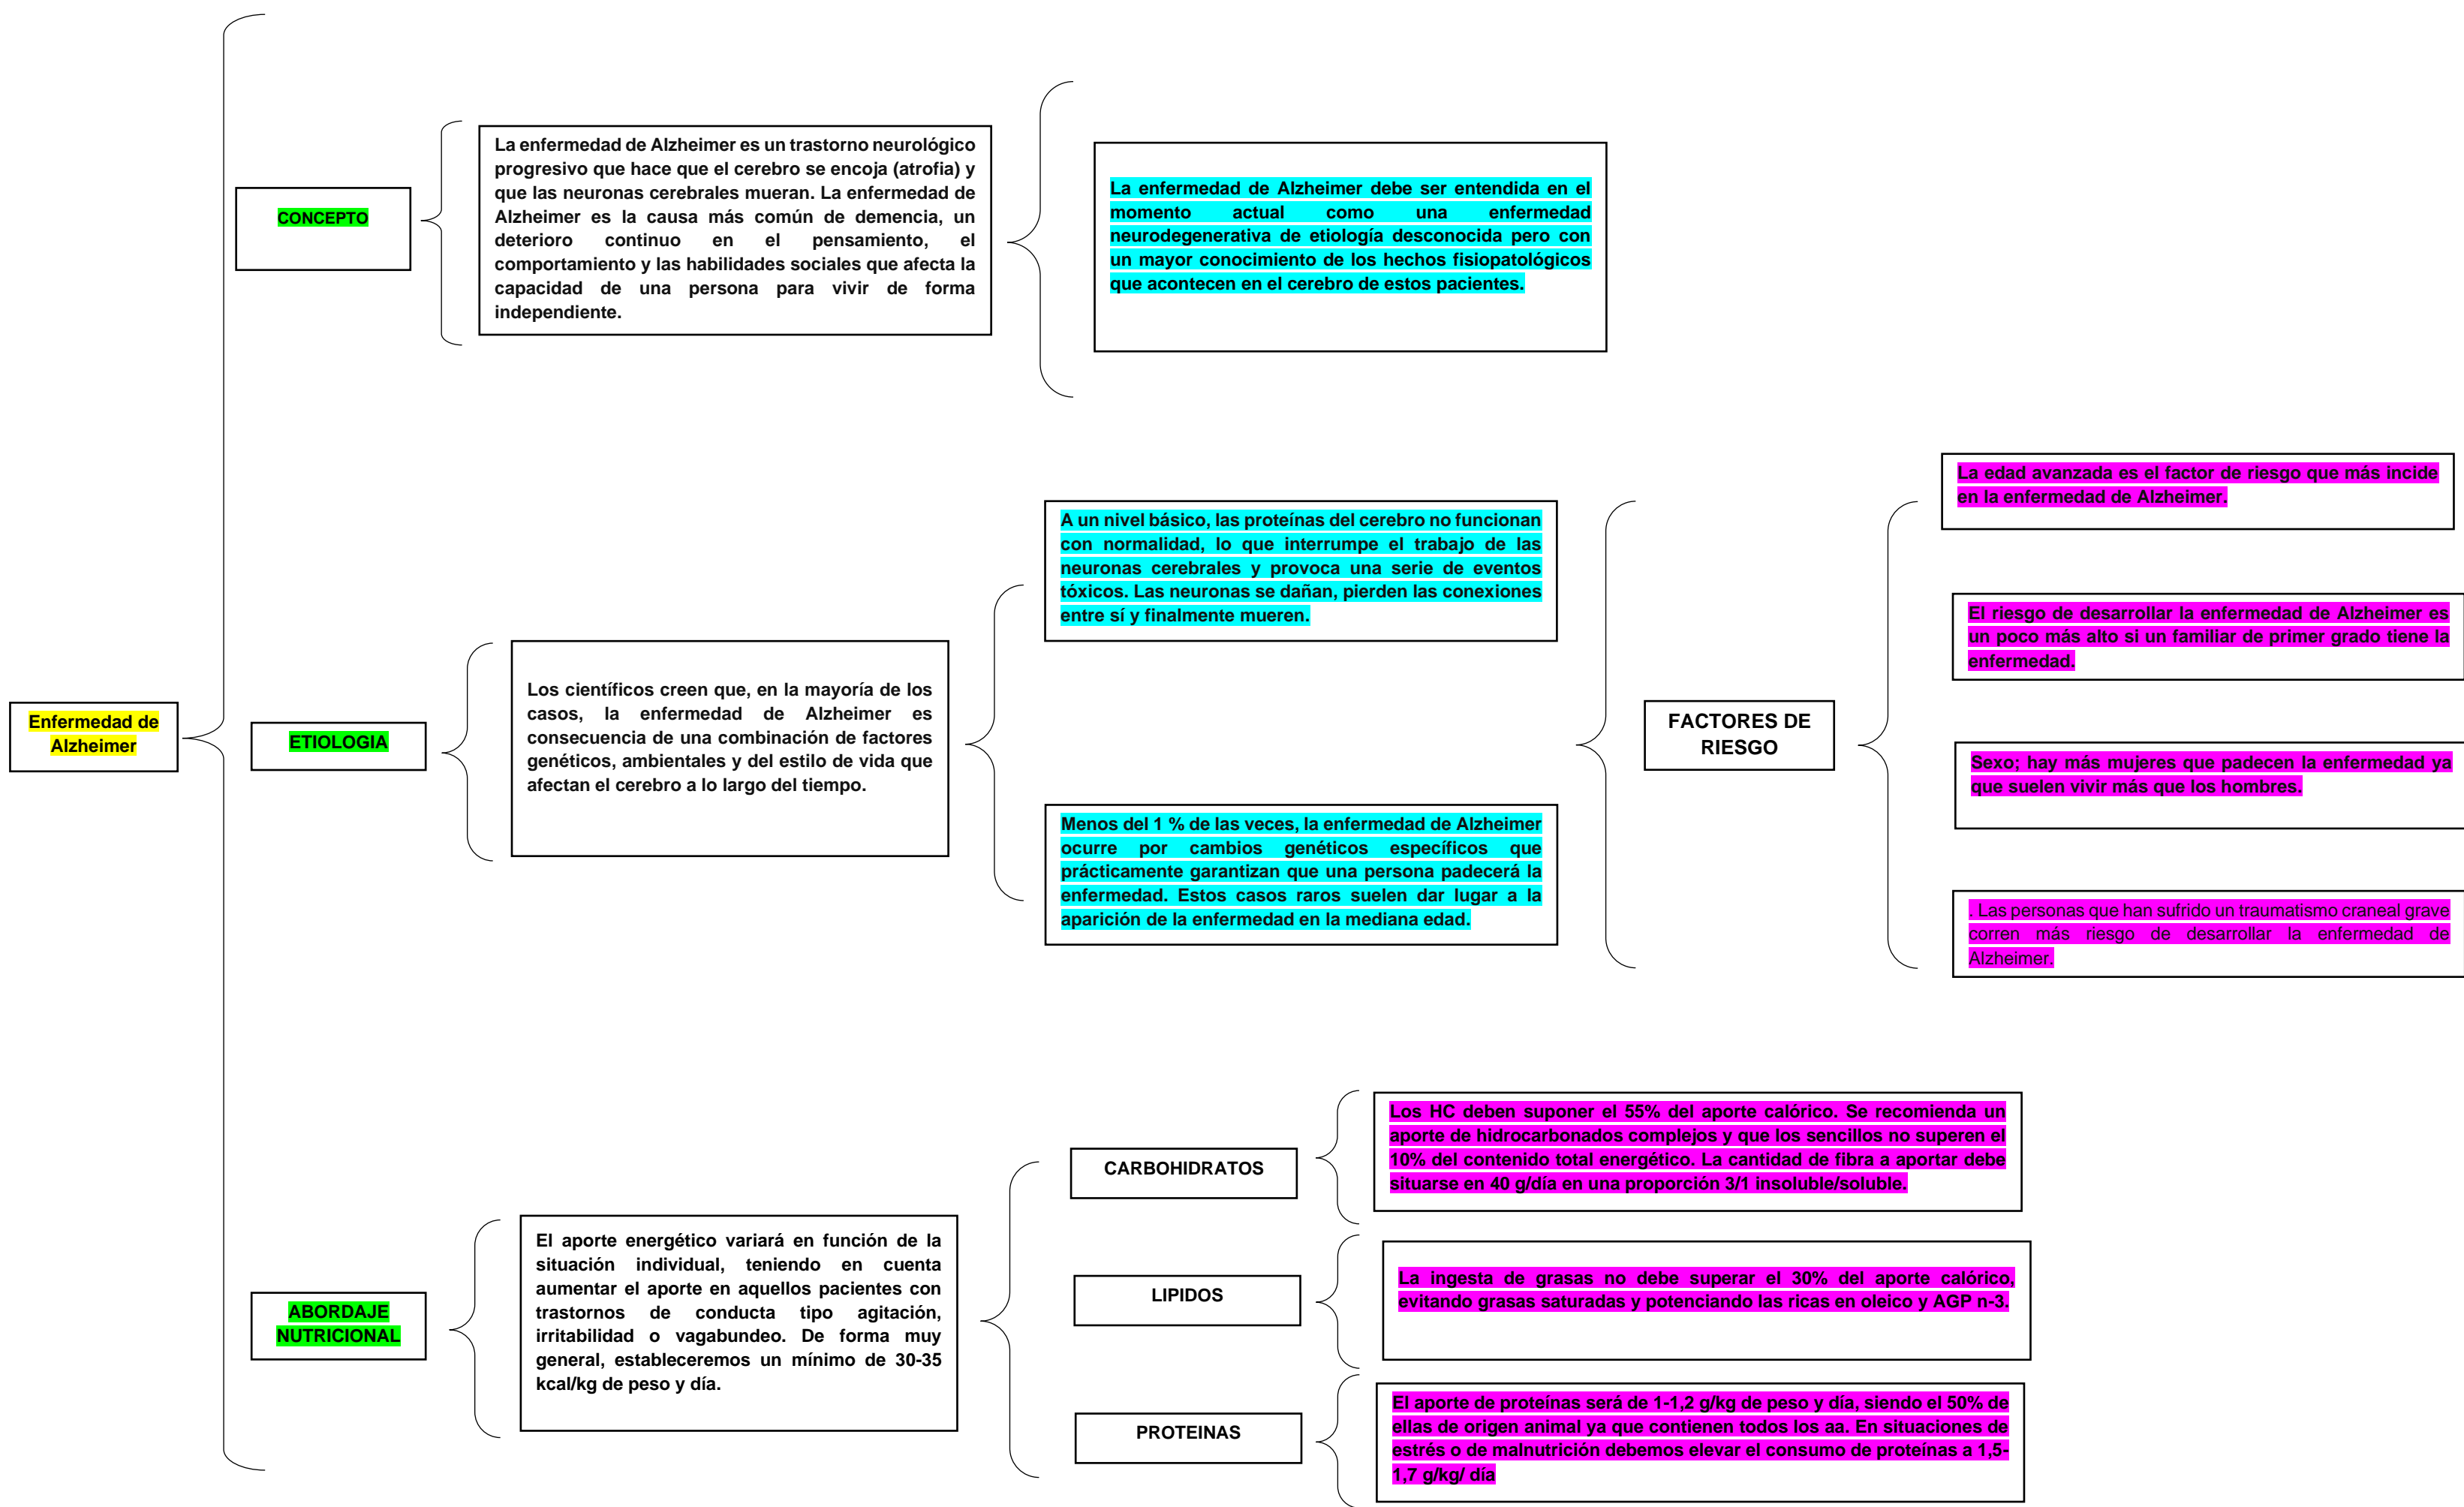 Enfermedad de
Alzheimer
CONCEPTO
La enfermedad de Alzheimer es un trastorno neurológico
progresivo que hace que el cerebro se encoja (atrofia) y
que las neuronas cerebrales mueran. La enfermedad de
Alzheimer es la causa más común de demencia, un
deterioro continuo en el pensamiento, el
comportamiento y las habilidades sociales que afecta la
capacidad de una persona para vivir de forma
independiente.
La enfermedad de Alzheimer debe ser entendida en el
momento actual como una enfermedad
neurodegenerativa de etiología desconocida pero con
un mayor conocimiento de los hechos fisiopatológicos
que acontecen en el cerebro de estos pacientes.
ETIOLOGIA
Los científicos creen que, en la mayoría de los
casos, la enfermedad de Alzheimer es
consecuencia de una combinación de factores
genéticos, ambientales y del estilo de vida que
afectan el cerebro a lo largo del tiempo.
A un nivel básico, las proteínas del cerebro no funcionan
con normalidad, lo que interrumpe el trabajo de las
neuronas cerebrales y provoca una serie de eventos
tóxicos. Las neuronas se dañan, pierden las conexiones
entre sí y finalmente mueren.
Menos del 1 % de las veces, la enfermedad de Alzheimer
ocurre por cambios genéticos específicos que
prácticamente garantizan que una persona padecerá la
enfermedad. Estos casos raros suelen dar lugar a la
aparición de la enfermedad en la mediana edad.
FACTORES DE
RIESGO
La edad avanzada es el factor de riesgo que más incide
en la enfermedad de Alzheimer.
El riesgo de desarrollar la enfermedad de Alzheimer es
un poco más alto si un familiar de primer grado tiene la
enfermedad.
Sexo; hay más mujeres que padecen la enfermedad ya
que suelen vivir más que los hombres.
. Las personas que han sufrido un traumatismo craneal grave
corren más riesgo de desarrollar la enfermedad de
Alzheimer.
ABORDAJE
NUTRICIONAL
El aporte energético variará en función de la
situación individual, teniendo en cuenta
aumentar el aporte en aquellos pacientes con
trastornos de conducta tipo agitación,
irritabilidad o vagabundeo. De forma muy
general, estableceremos un mínimo de 30-35
kcal/kg de peso y día.
CARBOHIDRATOS
Los HC deben suponer el 55% del aporte calórico. Se recomienda un
aporte de hidrocarbonados complejos y que los sencillos no superen el
10% del contenido total energético. La cantidad de fibra a aportar debe
situarse en 40 g/día en una proporción 3/1 insoluble/soluble.
LIPIDOS
La ingesta de grasas no debe superar el 30% del aporte calórico,
evitando grasas saturadas y potenciando las ricas en oleico y AGP n-3.
PROTEINAS
El aporte de proteínas será de 1-1,2 g/kg de peso y día, siendo el 50% de
ellas de origen animal ya que contienen todos los aa. En situaciones de
estrés o de malnutrición debemos elevar el consumo de proteínas a 1,5-
1,7 g/kg/ día